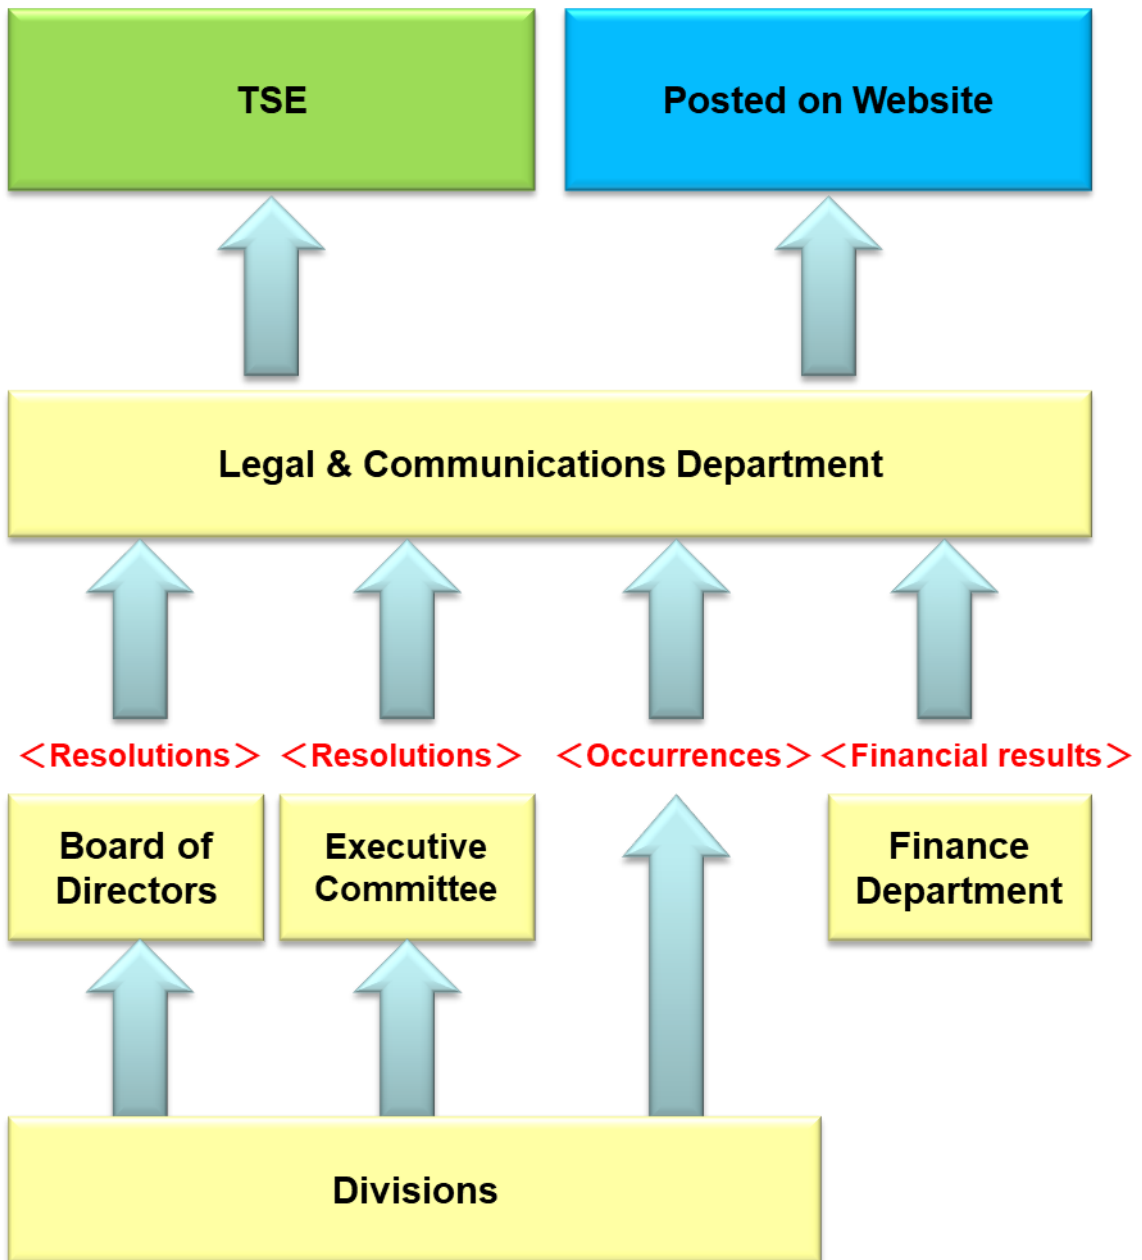 TSE
Posted on Website
Legal & Communications Department
＜Resolutions＞
＜Resolutions＞
＜Occurrences＞
＜Financial results＞
Board of
Directors
Executive
Committee
Finance
Department
Divisions